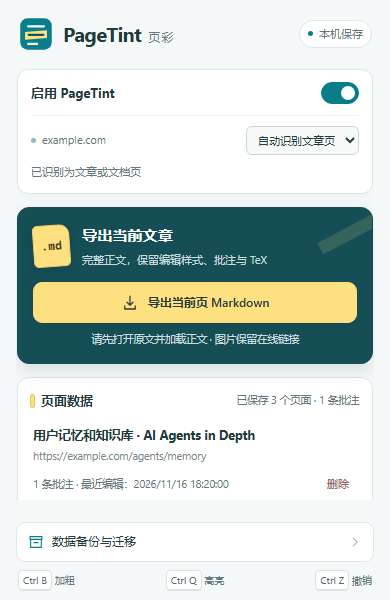 PageTint 页彩
本机保存
启用 PageTint
example.com
自动识别文章页
已识别为文章或文档页
.md
导出当前文章
完整正文，保留编辑样式、批注与 TeX
导出当前页 Markdown
请先打开原文并加载正文 · 图片保留在线链接
页面数据
已保存 3 个页面 · 1 条批注
用户记忆和知识库 · AI Agents in Depth
https://example.com/agents/memory
1 条批注 · 最近编辑：2026/11/16 18:20:00
删除
数据备份与迁移
Ctrl B 加粗
Ctrl Q 高亮
Ctrl Z 撤销